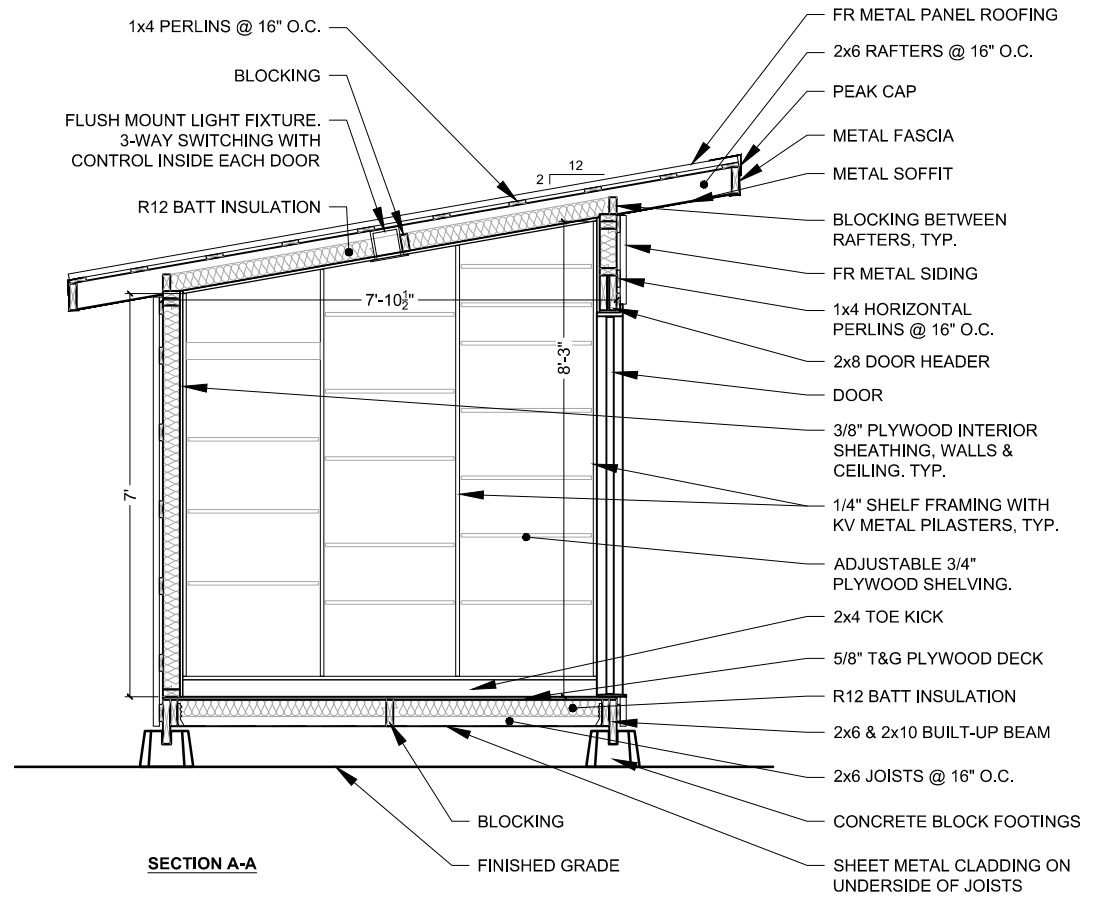 1x4 PERLINS @ 16" O.C.
BLOCKING
FLUSH MOUNT LIGHT FIXTURE.
3-WAY SWITCHING WITH
CONTROL INSIDE EACH DOOR
R12 BATT INSULATION
12
2
7'-10½"
8'-3"
7'
FR METAL PANEL ROOFING
2x6 RAFTERS @ 16" O.C.
PEAK CAP
METAL FASCIA
METAL SOFFIT
BLOCKING BETWEEN
RAFTERS, TYP.
FR METAL SIDING
1x4 HORIZONTAL
PERLINS @ 16" O.C.
2x8 DOOR HEADER
DOOR
3/8" PLYWOOD INTERIOR
SHEATHING, WALLS &
CEILING. TYP.
1/4" SHELF FRAMING WITH
KV METAL PILASTERS, TYP.
ADJUSTABLE 3/4"
PLYWOOD SHELVING.
2x4 TOE KICK
5/8" T&G PLYWOOD DECK
R12 BATT INSULATION
2x6 & 2x10 BUILT-UP BEAM
2x6 JOISTS @ 16" O.C.
CONCRETE BLOCK FOOTINGS
SHEET METAL CLADDING ON
UNDERSIDE OF JOISTS
BLOCKING
FINISHED GRADE
SECTION A-A